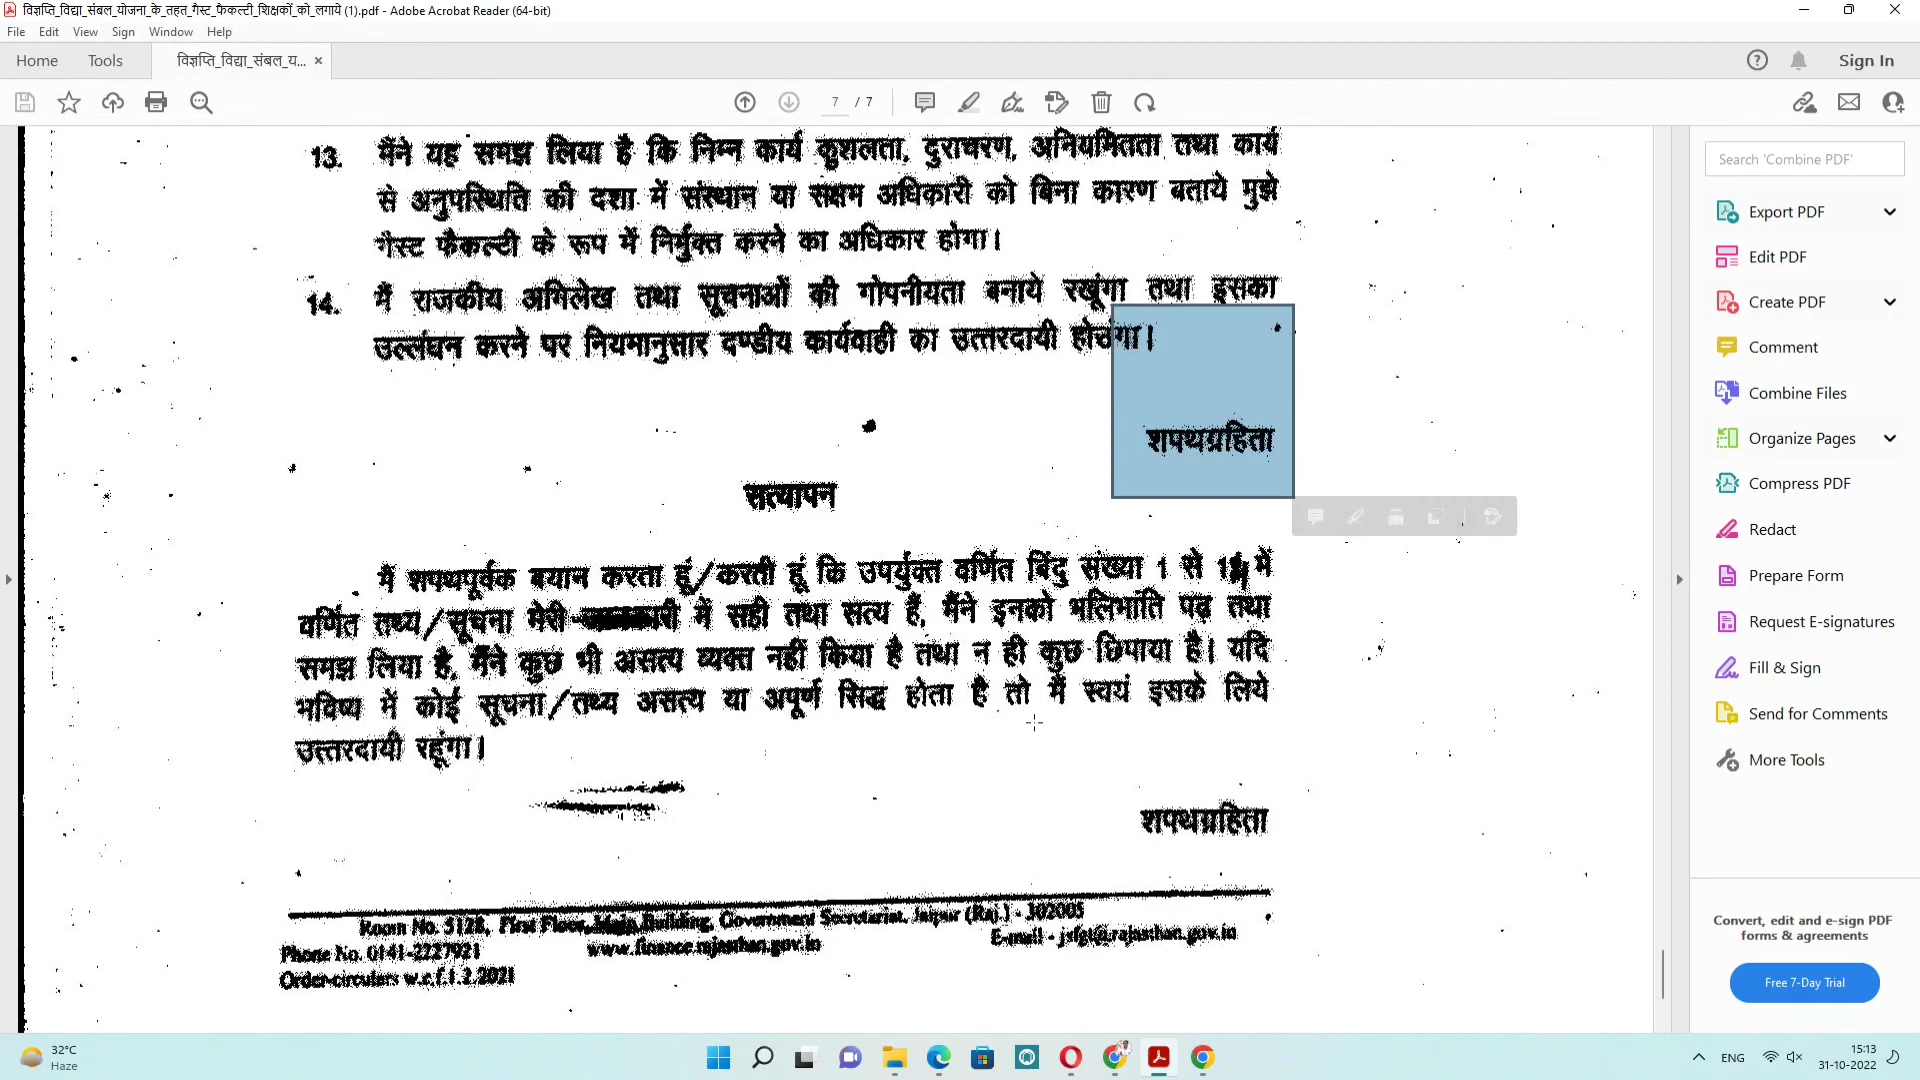 विज्ञप्ति_विद्या_संबल_योजना_के_तहत_गैस्ट_फैकल्टी_शिक्षकों_को_लगाये (1).pdf - Adobe Acrobat Reader (64-bit)
File Edit View Sign Window Help
Home Tools विज्ञप्ति_विद्या_संबल_य... × Sign In
7 / 7
13. मैंने यह समझ लिया है कि निम्न कार्य कुशलता, दुराचरण, अनियमितता तथा कार्य
से अनुपस्थिति की दशा में संस्थान या सक्षम अधिकारी को बिना कारण बताये मुझे
गैस्ट फैकल्टी के रूप में निर्मुक्त करने का अधिकार होगा।
14. मैं राजकीय अभिलेख तथा सूचनाओं की गोपनीयता बनाये रखूंगा तथा इसका
उल्लंघन करने पर नियमानुसार दण्डीय कार्यवाही का उत्तरदायी होउंगा।
शपथग्रहिता
सत्यापन
मैं शपथपूर्वक बयान करता हूं/करती हूं कि उपर्युक्त वर्णित बिंदु संख्या 1 से में
वर्णित तथ्य/सूचना मेरी में सही तथा सत्य हैं, मैंने इनको भलिभांति पढ़ तथा
समझ लिया है, मैंने कुछ भी असत्य व्यक्त नहीं किया है तथा न ही कुछ छिपाया है। यदि
भविष्य में कोई सूचना/तथ्य असत्य या अपूर्ण सिद्ध होता है तो मैं स्वयं इसके लिये
उत्तरदायी रहूंगा।
शपथग्रहिता
Room No. 5128, First Floor, Main Building, Government Secretariat, Jaipur (Raj.) - 302005
Phone No. 0141-2227921 www.finance.rajasthan.gov.in E-mail - jsfgt@rajasthan.gov.in
Order-circulars w.e.f.1.2.2021
Search 'Combine PDF'
Export PDF
Edit PDF
Create PDF
Comment
Combine Files
Organize Pages
Compress PDF
Redact
Prepare Form
Request E-signatures
Fill & Sign
Send for Comments
More Tools
Convert, edit and e-sign PDF
forms & agreements
Free 7-Day Trial
32°C
Haze
ENG
15:13
31-10-2022